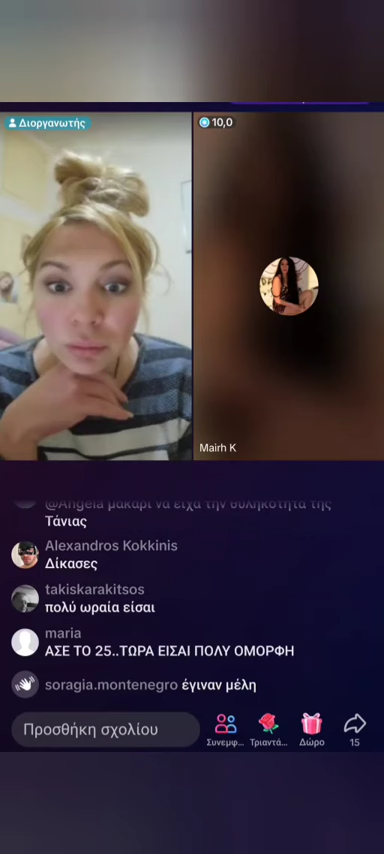 Διοργανωτής
10,0
Mairh K
@Angela μακάρι να είχα την θυληκότητα της
Τάνιας
Alexandros Kokkinis
Δίκασες
takiskarakitsos
πολύ ωραία είσαι
maria
ΑΣΕ ΤΟ 25..ΤΩΡΑ ΕΙΣΑΙ ΠΟΛΥ ΟΜΟΡΦΗ
soragia.montenegro έγιναν μέλη
Προσθήκη σχολίου
Συνεμφ... Τριαντά... Δώρο 15